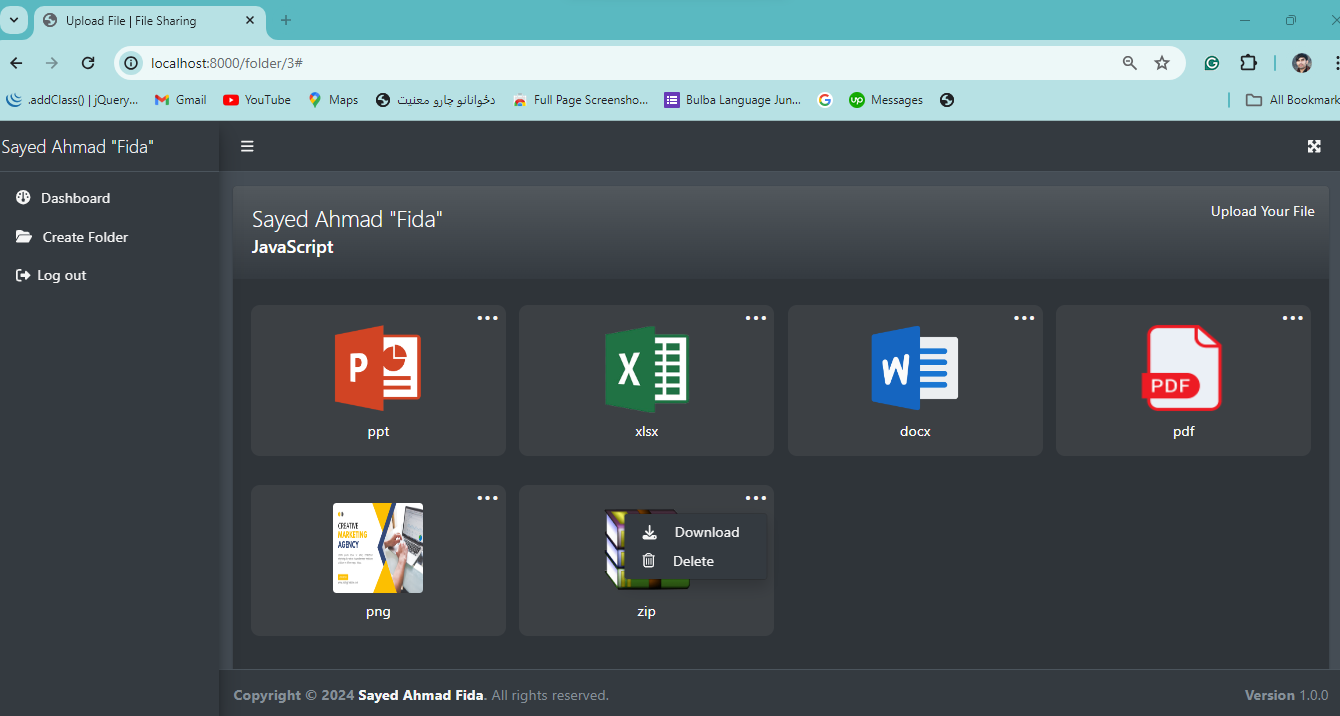 Upload File | File Sharing
localhost:8000/folder/3#
.addClass() | jQuery...
Gmail
YouTube
Maps
دځوانانو چارو معنیت
Full Page Screensho...
Bulba Language Jun...
Messages
All Bookmark
Sayed Ahmad "Fida"
Dashboard
Create Folder
Log out
Sayed Ahmad "Fida"
JavaScript
Upload Your File
P
ppt
X
xlsx
W
docx
PDF
pdf
CREATIVE
MARKETING
AGENCY
png
Download
Delete
zip
Copyright © 2024 Sayed Ahmad Fida. All rights reserved.
Version 1.0.0